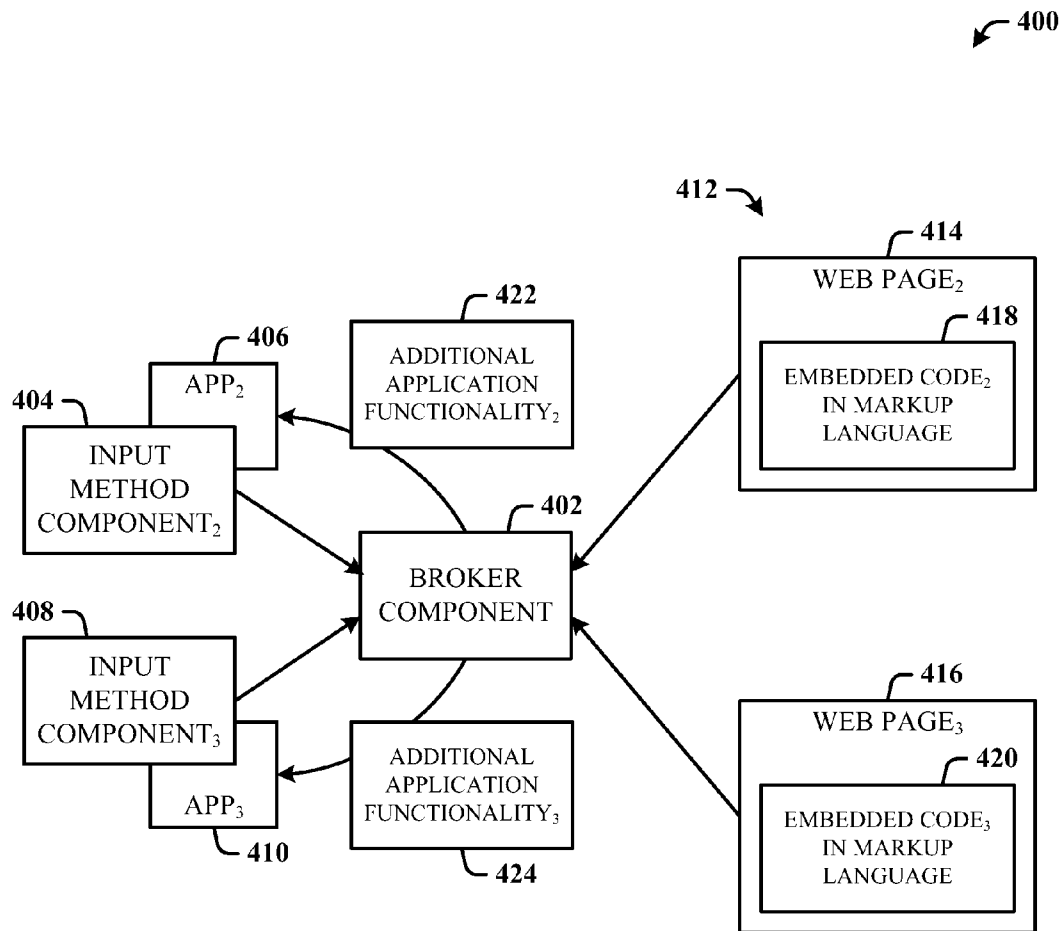 400
412
414
WEB PAGE₂
418
EMBEDDED CODE₂
IN MARKUP
LANGUAGE
422
ADDITIONAL
APPLICATION
FUNCTIONALITY₂
406
APP₂
404
INPUT
METHOD
COMPONENT₂
402
BROKER
COMPONENT
408
INPUT
METHOD
COMPONENT₃
APP₃
410
ADDITIONAL
APPLICATION
FUNCTIONALITY₃
424
416
WEB PAGE₃
420
EMBEDDED CODE₃
IN MARKUP
LANGUAGE